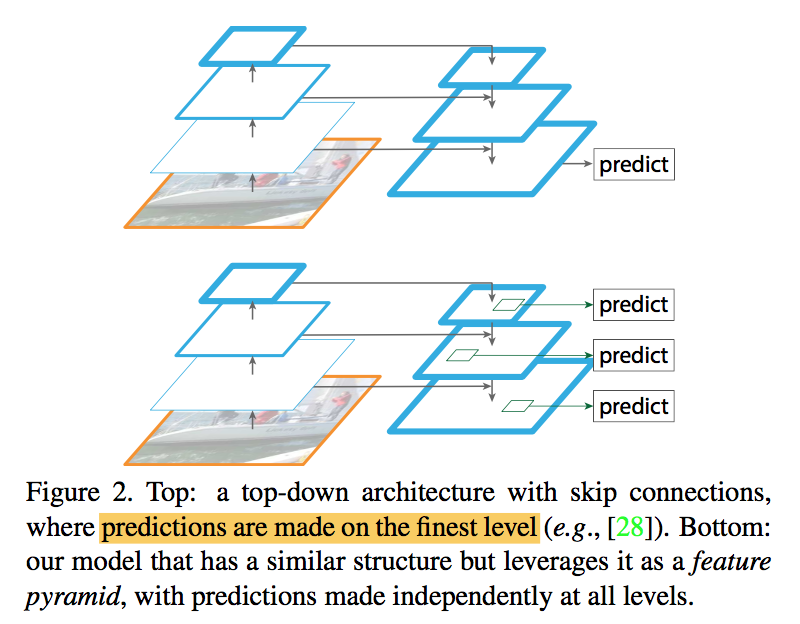 predict
predict
predict
predict
Figure 2. Top: a top-down architecture with skip connections,
where predictions are made on the finest level (e.g., [28]). Bottom:
our model that has a similar structure but leverages it as a feature
pyramid, with predictions made independently at all levels.